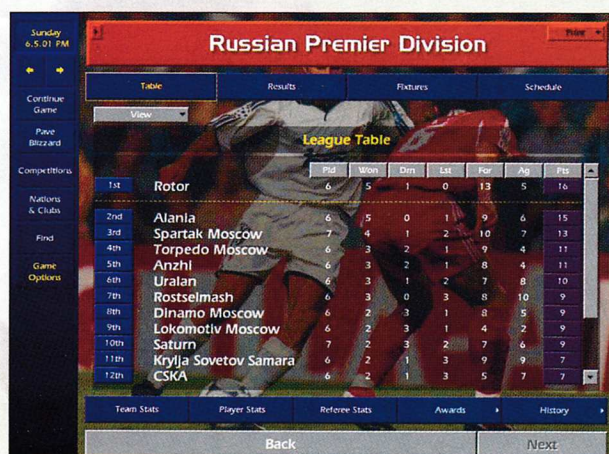 Sunday
6.5.01 PM
Russian Premier Division
Print
Table Results Fixtures Schedule
Continue
Game
View
Pave
Blizzard
League Table
Competitions
Pld Won Drn Lst For Ag Pts
1st Rotor 6 5 1 0 13 5 16
Nations
& Clubs
2nd Alania 6 5 0 1 9 6 15
3rd Spartak Moscow 7 4 1 2 10 7 13
Find
4th Torpedo Moscow 6 3 2 1 9 4 11
5th Anzhi 6 3 2 1 8 4 11
Game
Options
6th Uralan 6 3 1 2 7 8 10
7th Rostselmash 6 3 0 3 8 10 9
8th Dinamo Moscow 6 2 3 1 8 5 9
9th Lokomotiv Moscow 6 2 3 1 4 2 9
10th Saturn 7 2 3 2 7 6 9
11th Krylja Sovetov Samara 6 2 1 3 9 9 7
12th CSKA 6 2 1 3 5 7 7
Team Stats Player Stats Referee Stats Awards History
Back Next